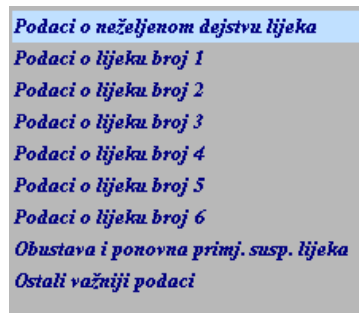 Podaci o neželjenom dejstvu lijeka
Podaci o lijeku broj 1
Podaci o lijeku broj 2
Podaci o lijeku broj 3
Podaci o lijeku broj 4
Podaci o lijeku broj 5
Podaci o lijeku broj 6
Obustava i ponovna primj. susp. lijeka
Ostali važniji podaci